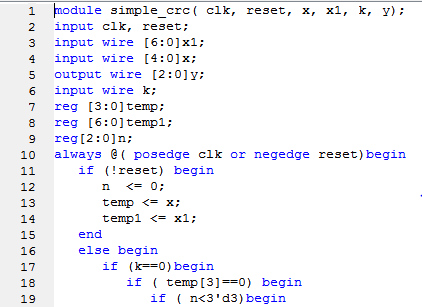 1 module simple_crc( clk, reset, x, x1, k, y);
2 input clk, reset;
3 input wire [6:0]x1;
4 input wire [4:0]x;
5 output wire [2:0]y;
6 input wire k;
7 reg [3:0]temp;
8 reg [6:0]temp1;
9 reg[2:0]n;
10 always @( posedge clk or negedge reset)begin
11 if (!reset) begin
12 n <= 0;
13 temp <= x;
14 temp1 <= x1;
15 end
16 else begin
17 if (k==0)begin
18 if ( temp[3]==0) begin
19 if ( n<3'd3)begin